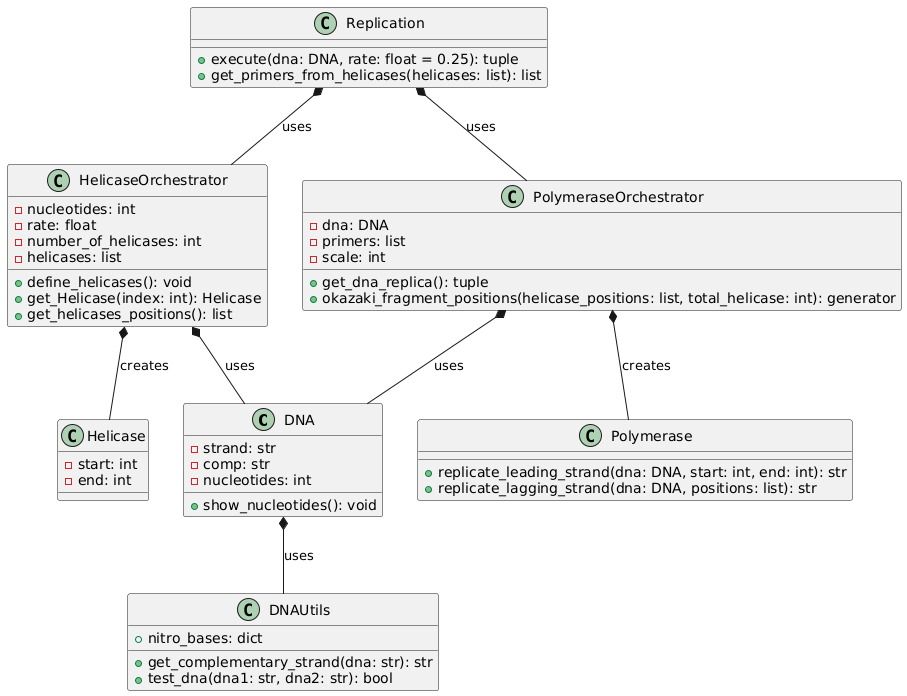 C Replication
execute(dna: DNA, rate: float = 0.25): tuple
get_primers_from_helicases(helicases: list): list
uses
uses
C HelicaseOrchestrator
nucleotides: int
rate: float
number_of_helicases: int
helicases: list
define_helicases(): void
get_Helicase(index: int): Helicase
get_helicases_positions(): list
C PolymeraseOrchestrator
dna: DNA
primers: list
scale: int
get_dna_replica(): tuple
okazaki_fragment_positions(helicase_positions: list, total_helicase: int): generator
creates
uses
uses
creates
C Helicase
start: int
end: int
C DNA
strand: str
comp: str
nucleotides: int
show_nucleotides(): void
C Polymerase
replicate_leading_strand(dna: DNA, start: int, end: int): str
replicate_lagging_strand(dna: DNA, positions: list): str
uses
C DNAUtils
nitro_bases: dict
get_complementary_strand(dna: str): str
test_dna(dna1: str, dna2: str): bool